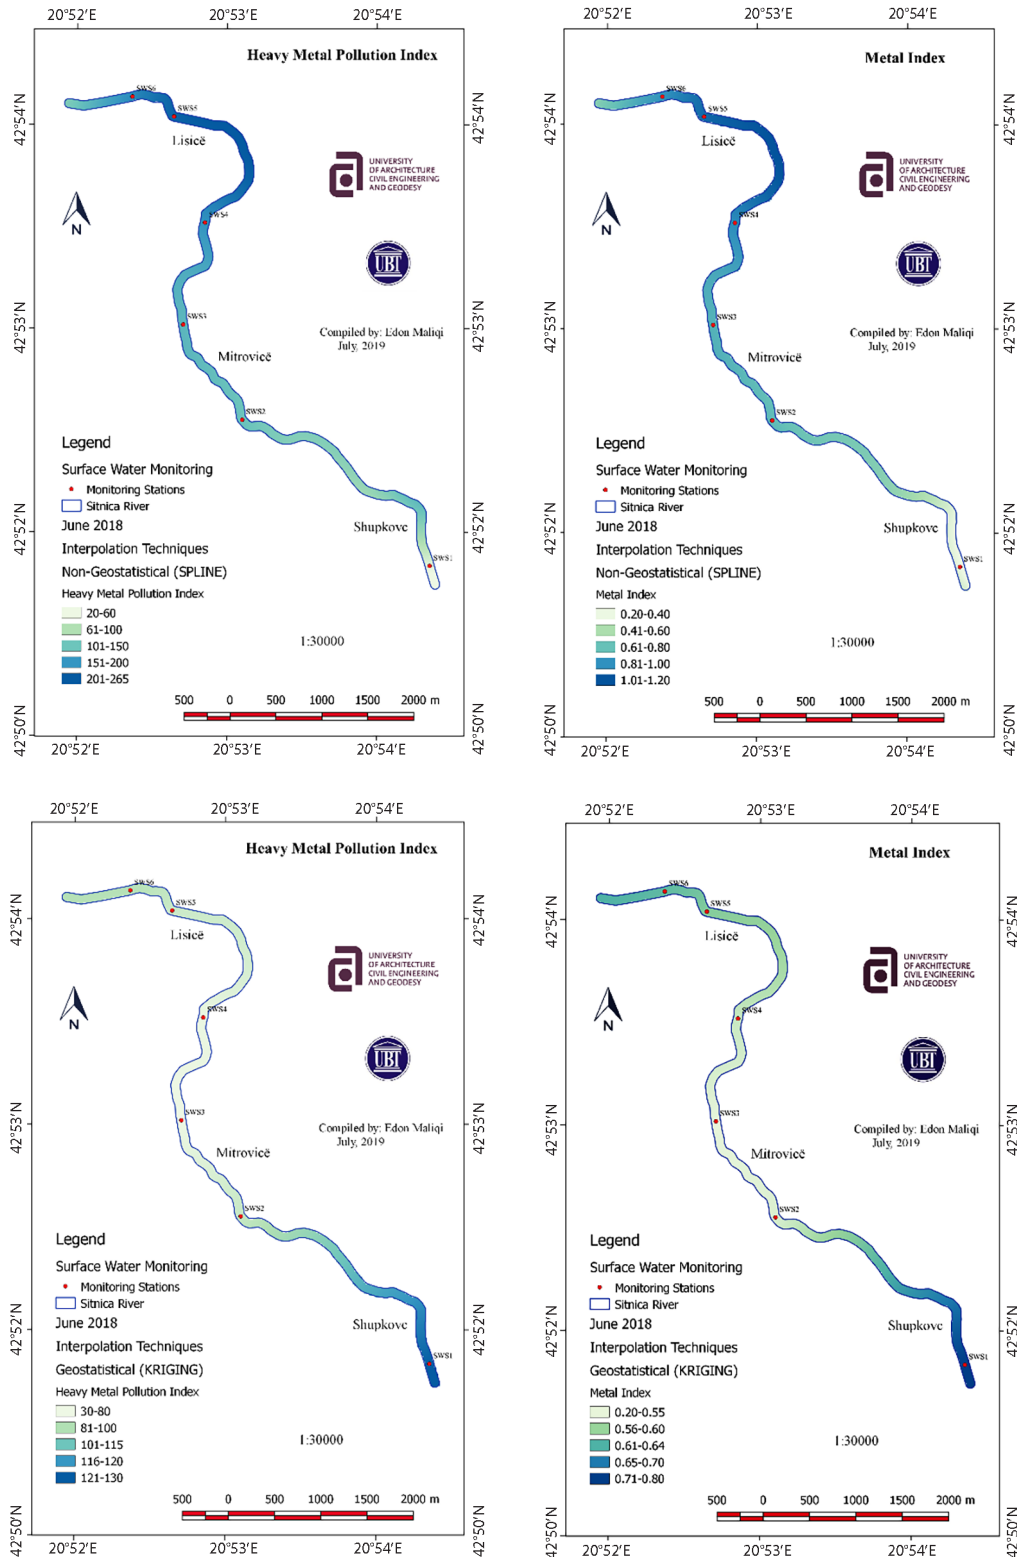 20°52'E 20°53'E 20°54'E
Heavy Metal Pollution Index
42°54'N
42°54'N
SWS6
SWS5
Lisicë
UNIVERSITY
OF ARCHITECTURE
CIVIL ENGINEERING
AND GEODESY
N
SWS4
UBT
42°53'N
42°53'N
SWS3
Compiled by: Edon Maliqi
July, 2019
Mitrovicë
SWS2
Legend
Surface Water Monitoring
Monitoring Stations
Sitnica River
June 2018
Interpolation Techniques
Non-Geostatistical (SPLINE)
Heavy Metal Pollution Index
20-60
61-100
101-150
151-200
201-265
Shupkovc
42°52'N
42°52'N
SWS1
1:30000
500 0 500 1000 1500 2000 m
42°50'N
42°50'N
20°52'E 20°53'E 20°54'E
20°52'E 20°53'E 20°54'E
Metal Index
42°54'N
42°54'N
SWS6
SWS5
Lisicë
UNIVERSITY
OF ARCHITECTURE
CIVIL ENGINEERING
AND GEODESY
N
SWS4
UBT
42°53'N
42°53'N
SWS3
Compiled by: Edon Maliqi
July, 2019
Mitrovicë
SWS2
Legend
Surface Water Monitoring
Monitoring Stations
Sitnica River
June 2018
Interpolation Techniques
Non-Geostatistical (SPLINE)
Metal Index
0.20-0.40
0.41-0.60
0.61-0.80
0.81-1.00
1.01-1.20
Shupkovc
42°52'N
42°52'N
SWS1
1:30000
500 0 500 1000 1500 2000 m
42°50'N
42°50'N
20°52'E 20°53'E 20°54'E
20°52'E 20°53'E 20°54'E
Heavy Metal Pollution Index
42°54'N
42°54'N
SWS6
SWS5
Lisicë
UNIVERSITY
OF ARCHITECTURE
CIVIL ENGINEERING
AND GEODESY
N
SWS4
UBT
42°53'N
42°53'N
SWS3
Compiled by: Edon Maliqi
July, 2019
Mitrovicë
SWS2
Legend
Surface Water Monitoring
Monitoring Stations
Sitnica River
June 2018
Interpolation Techniques
Geostatistical (KRIGING)
Heavy Metal Pollution Index
30-80
81-100
101-115
116-120
121-130
Shupkovc
42°52'N
42°52'N
SWS1
1:30000
500 0 500 1000 1500 2000 m
42°50'N
42°50'N
20°52'E 20°53'E 20°54'E
20°52'E 20°53'E 20°54'E
Metal Index
42°54'N
42°54'N
SWS6
SWS5
Lisicë
UNIVERSITY
OF ARCHITECTURE
CIVIL ENGINEERING
AND GEODESY
N
SWS4
UBT
42°53'N
42°53'N
SWS3
Compiled by: Edon Maliqi
July, 2019
Mitrovicë
SWS2
Legend
Surface Water Monitoring
Monitoring Stations
Sitnica River
June 2018
Interpolation Techniques
Geostatistical (KRIGING)
Metal Index
0.20-0.55
0.56-0.60
0.61-0.64
0.65-0.70
0.71-0.80
Shupkovc
42°52'N
42°52'N
SWS1
1:30000
500 0 500 1000 1500 2000 m
42°50'N
42°50'N
20°52'E 20°53'E 20°54'E